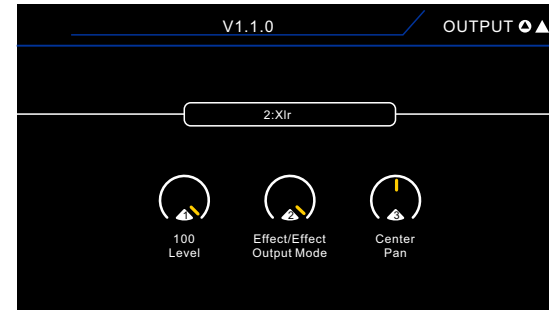 V1.1.0
OUTPUT
2:Xlr
1
2
3
100
Level
Effect/Effect
Output Mode
Center
Pan